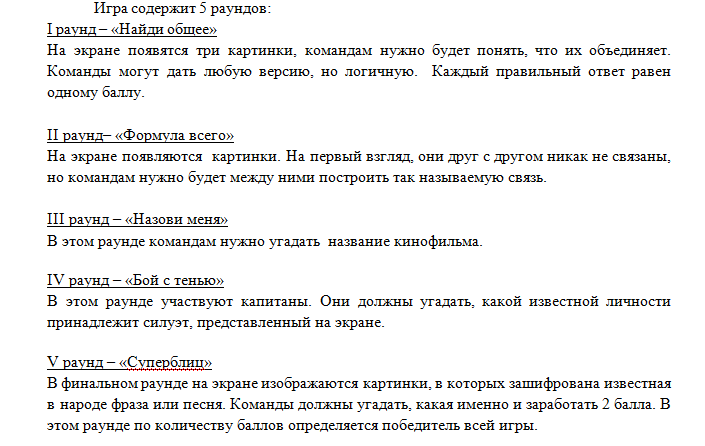 Игра содержит 5 раундов:
I раунд – «Найди общее»
На экране появятся три картинки, командам нужно будет понять, что их объединяет.
Команды могут дать любую версию, но логичную. Каждый правильный ответ равен
одному баллу.
II раунд– «Формула всего»
На экране появляются картинки. На первый взгляд, они друг с другом никак не связаны,
но командам нужно будет между ними построить так называемую связь.
III раунд – «Назови меня»
В этом раунде командам нужно угадать название кинофильма.
IV раунд – «Бой с тенью»
В этом раунде участвуют капитаны. Они должны угадать, какой известной личности
принадлежит силуэт, представленный на экране.
V раунд – «Суперблиц»
В финальном раунде на экране изображаются картинки, в которых зашифрована известная
в народе фраза или песня. Команды должны угадать, какая именно и заработать 2 балла. В
этом раунде по количеству баллов определяется победитель всей игры.